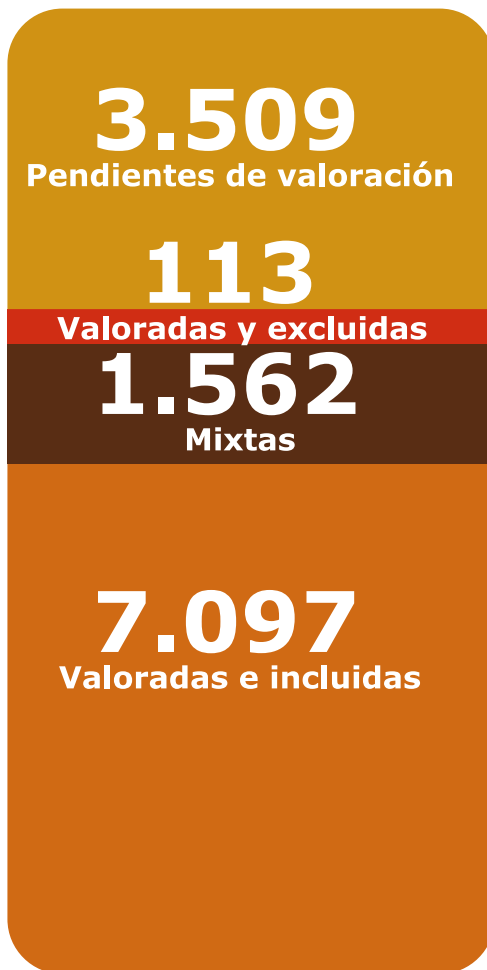 3.509
Pendientes de valoración
113
Valoradas y excluidas
1.562
Mixtas
7.097
Valoradas e incluidas